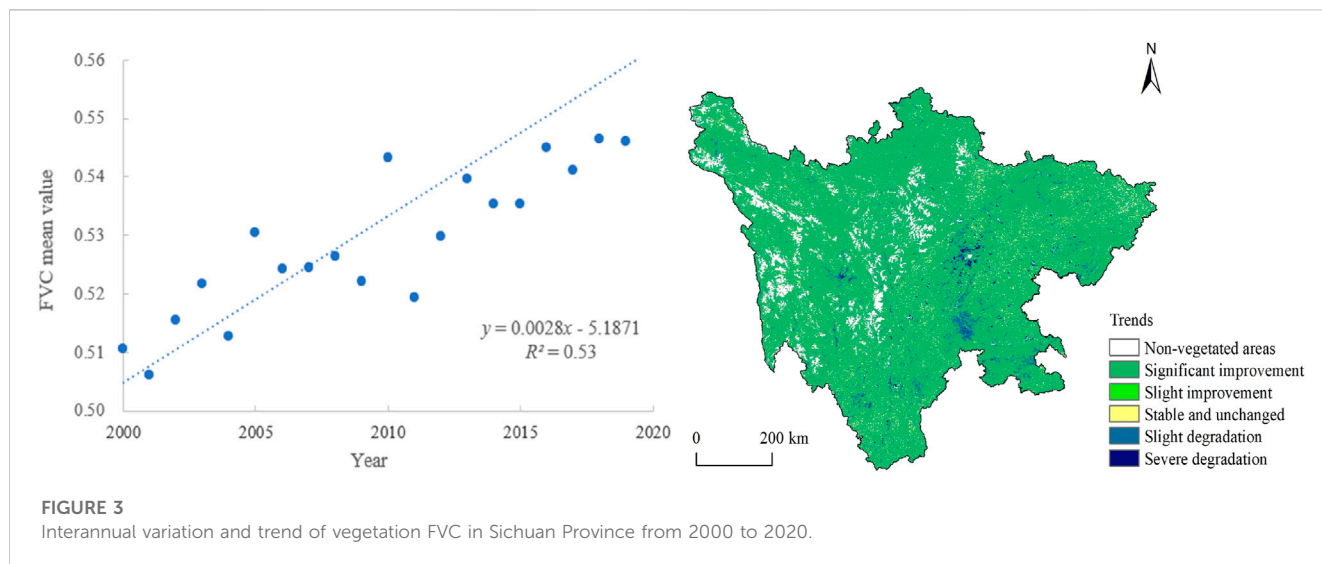 0.56
0.55
0.54
0.53
0.52
0.51
0.50
FVC mean value
2000 2005 2010 2015 2020
Year
y = 0.0028x - 5.1871
R² = 0.53
N
0 200 km
Trends
Non-vegetated areas
Significant improvement
Slight improvement
Stable and unchanged
Slight degradation
Severe degradation
FIGURE 3
Interannual variation and trend of vegetation FVC in Sichuan Province from 2000 to 2020.